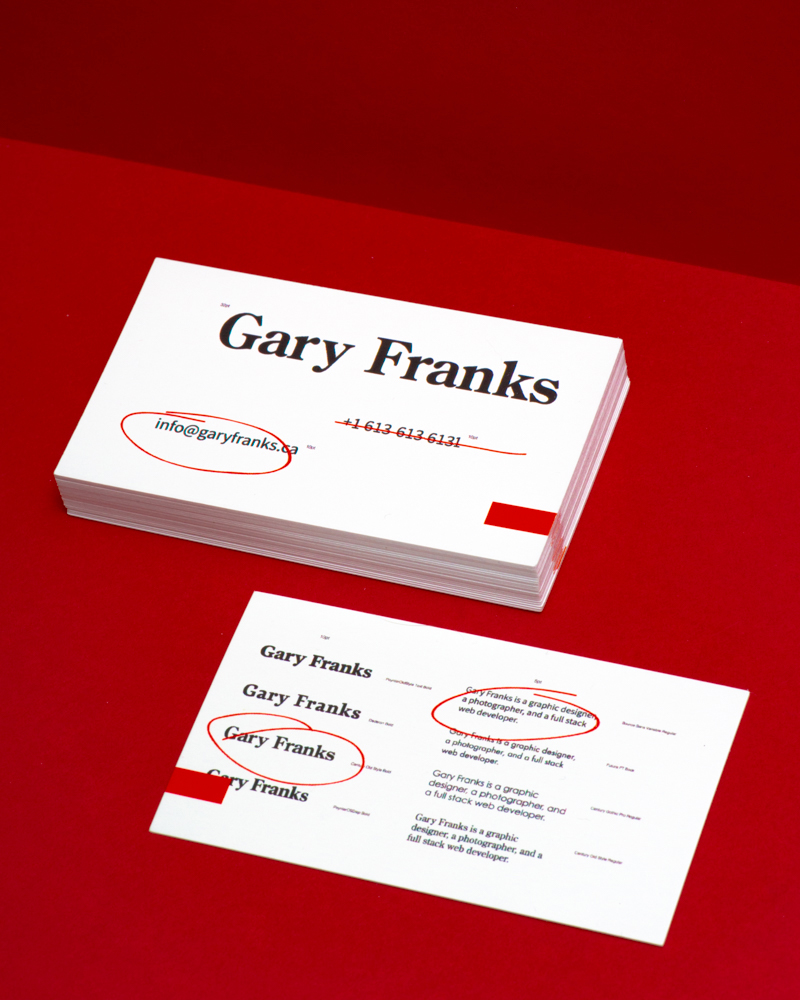 Gary Franks
info@garyfranks.ca
+1 613 613 6131
Gary Franks
Gary Franks
Gary Franks
Gary Franks
Gary Franks is a graphic designer,
a photographer, and a full stack
web developer.
Gary Franks is a graphic designer,
a photographer, and a full stack
web developer.
Gary Franks is a graphic
designer, a photographer, and
a full stack web developer.
Gary Franks is a graphic
designer, a photographer, and a
full stack web developer.